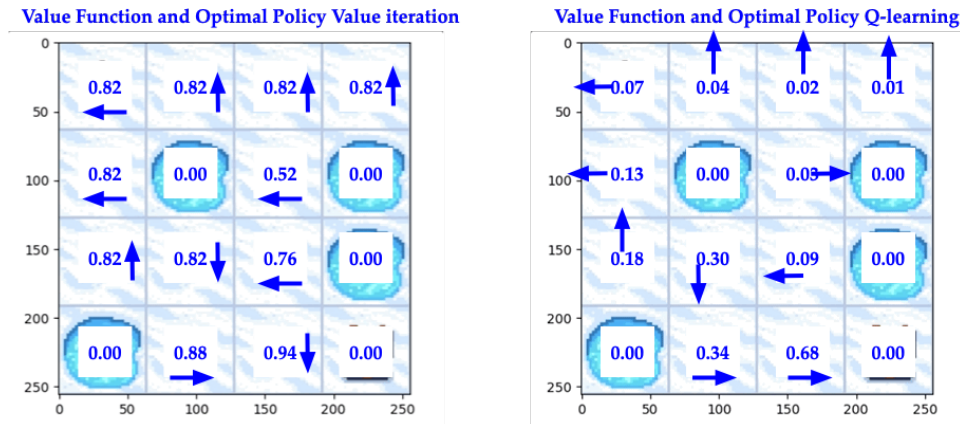 Value Function and Optimal Policy Value iteration
0
50
100
150
200
250
0.82 0.82 0.82 0.82
0.82 0.00 0.52 0.00
0.82 0.82 0.76 0.00
0.00 0.88 0.94 0.00
0 50 100 150 200 250
Value Function and Optimal Policy Q-learning
0
50
100
150
200
250
0.07 0.04 0.02 0.01
0.13 0.00 0.03 0.00
0.18 0.30 0.09 0.00
0.00 0.34 0.68 0.00
0 50 100 150 200 250